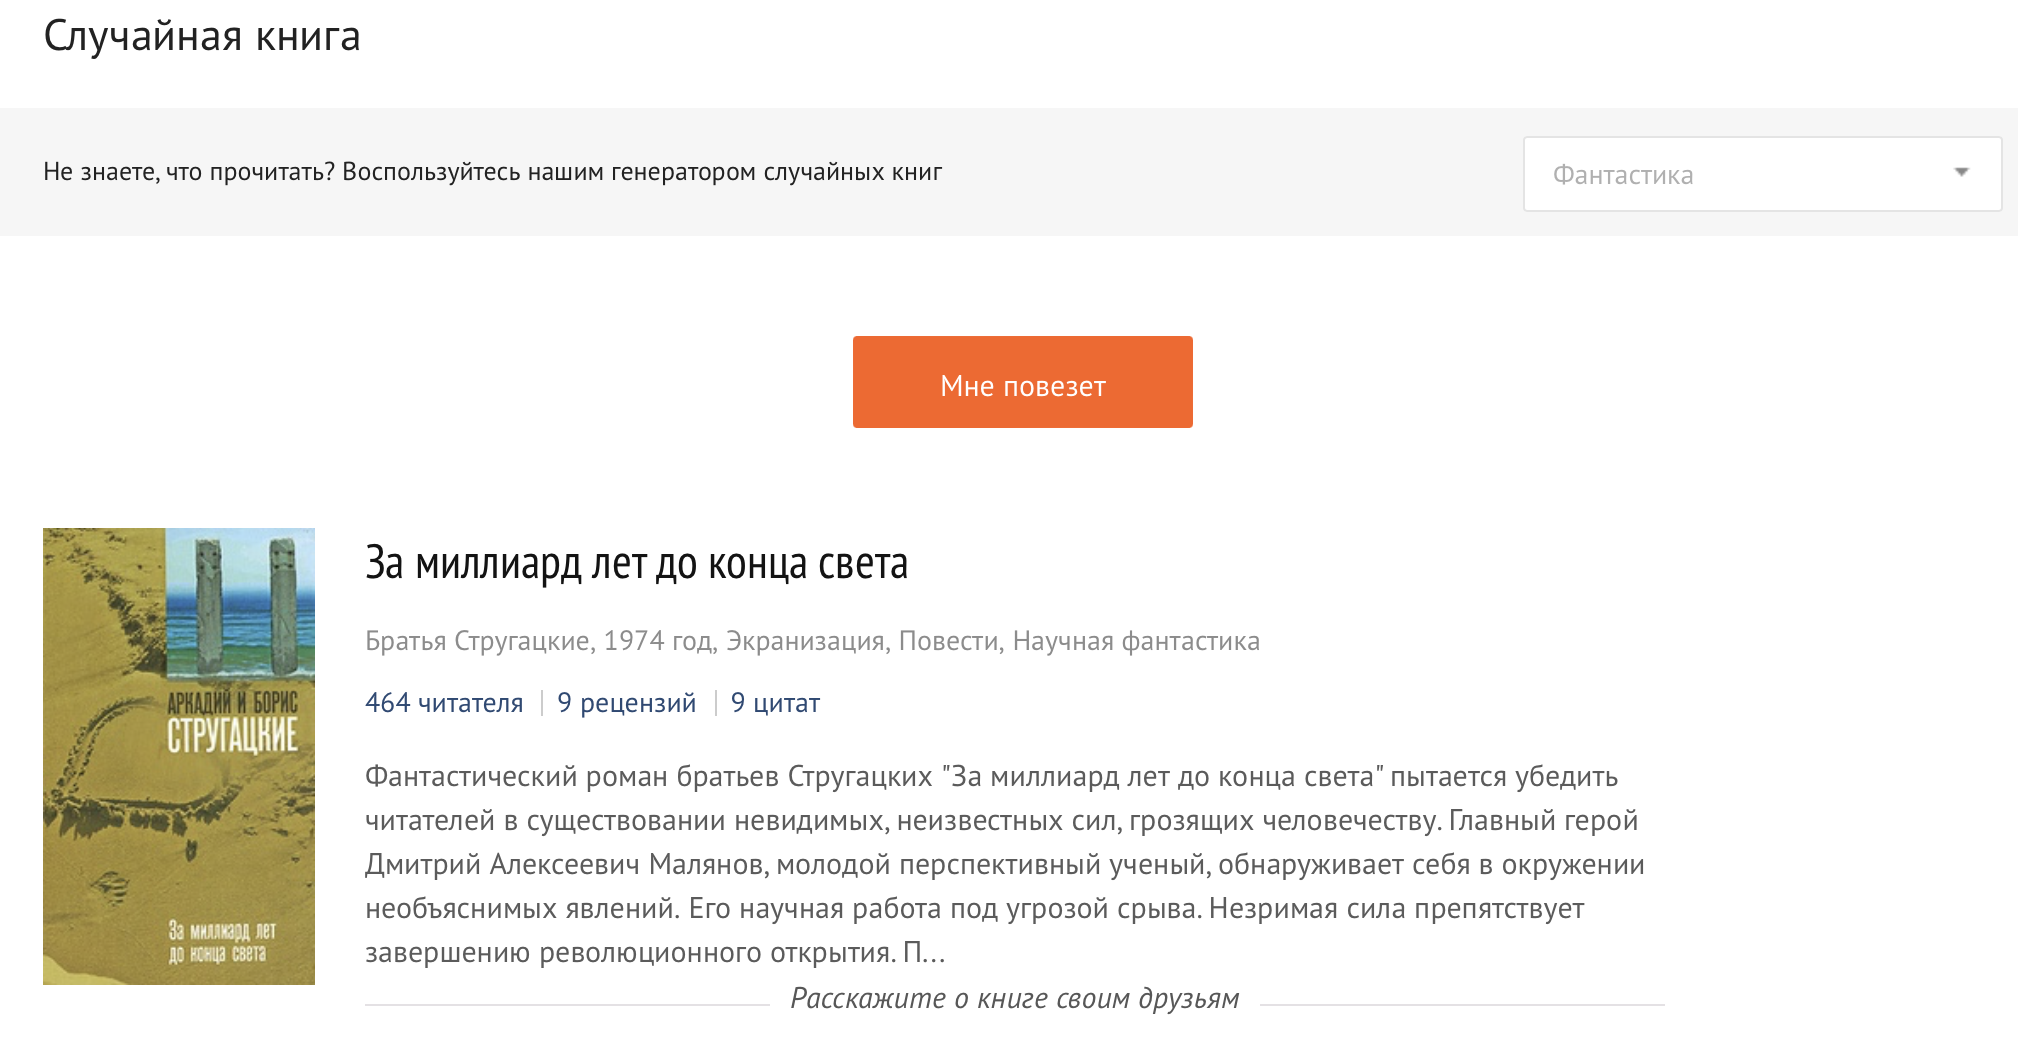 Случайная книга
Не знаете, что прочитать? Воспользуйтесь нашим генератором случайных книг
Фантастика
Мне повезет
АРКАДИЙ И БОРИС
СТРУГАЦКИЕ
За миллиард лет
до конца света
За миллиард лет до конца света
Братья Стругацкие, 1974 год, Экранизация, Повести, Научная фантастика
464 читателя
9 рецензий
9 цитат
Фантастический роман братьев Стругацких "За миллиард лет до конца света" пытается убедить
читателей в существовании невидимых, неизвестных сил, грозящих человечеству. Главный герой
Дмитрий Алексеевич Малянов, молодой перспективный ученый, обнаруживает себя в окружении
необъяснимых явлений. Его научная работа под угрозой срыва. Незримая сила препятствует
завершению революционного открытия. П...
Расскажите о книге своим друзьям